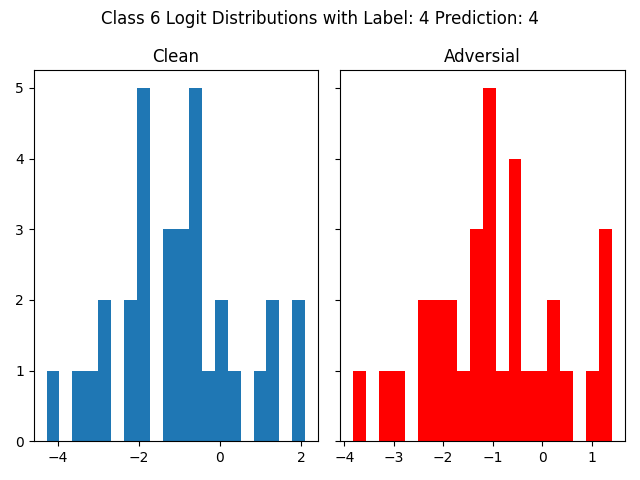 Class 6 Logit Distributions with Label: 4 Prediction: 4
Clean
Adversial
5
4
3
2
1
0
−4 −2 0 2
−4 −3 −2 −1 0 1